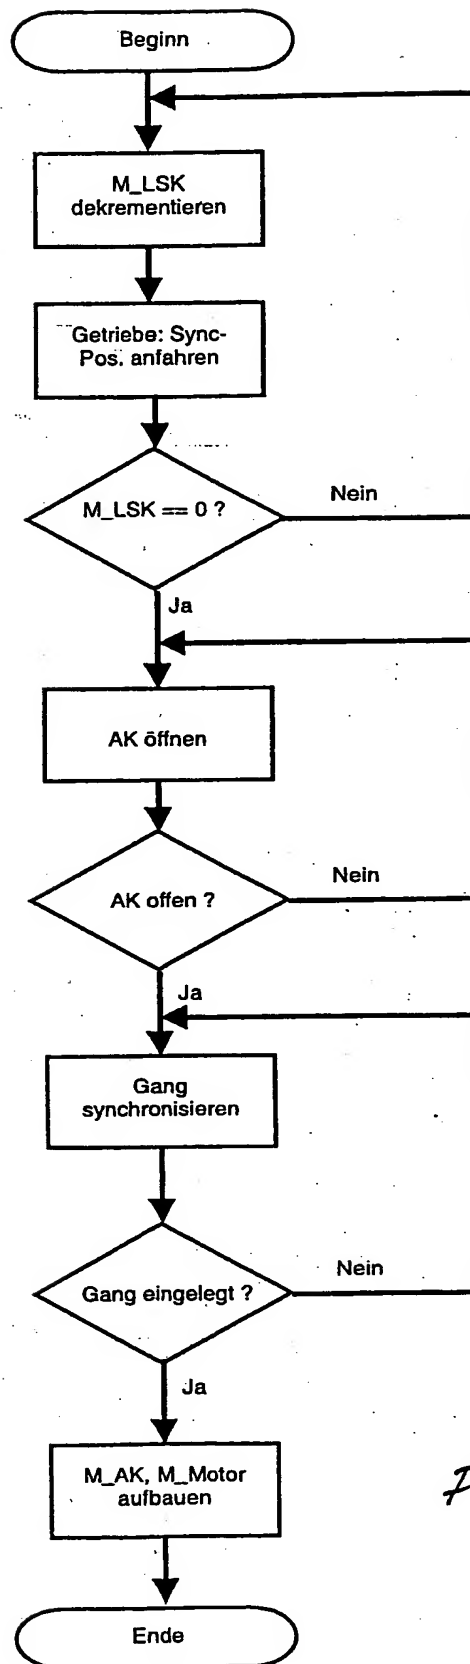 Beginn
M_LSK
dekrementieren
Getriebe: Sync-
Pos. anfahren
M_LSK == 0 ?
Nein
Ja
AK öffnen
AK offen ?
Nein
Ja
Gang
synchronisieren
Gang eingelegt ?
Nein
Ja
M_AK, M_Motor
aufbauen
Ende